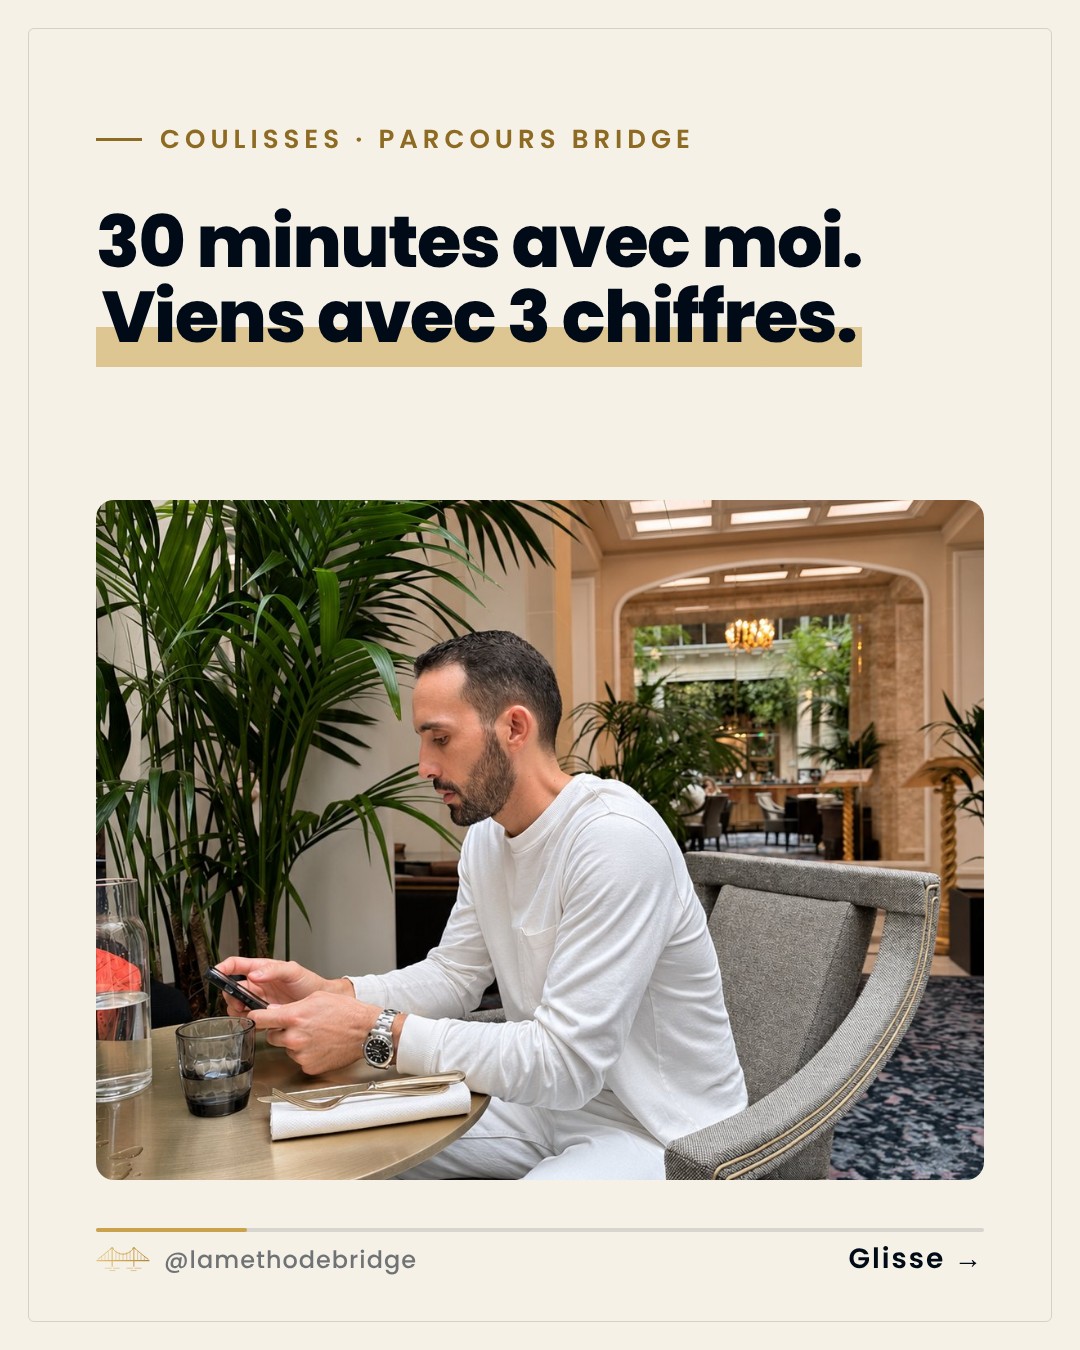 COULISSES · PARCOURS BRIDGE
30 minutes avec moi.
Viens avec 3 chiffres.
@lamethodebridge
Glisse →